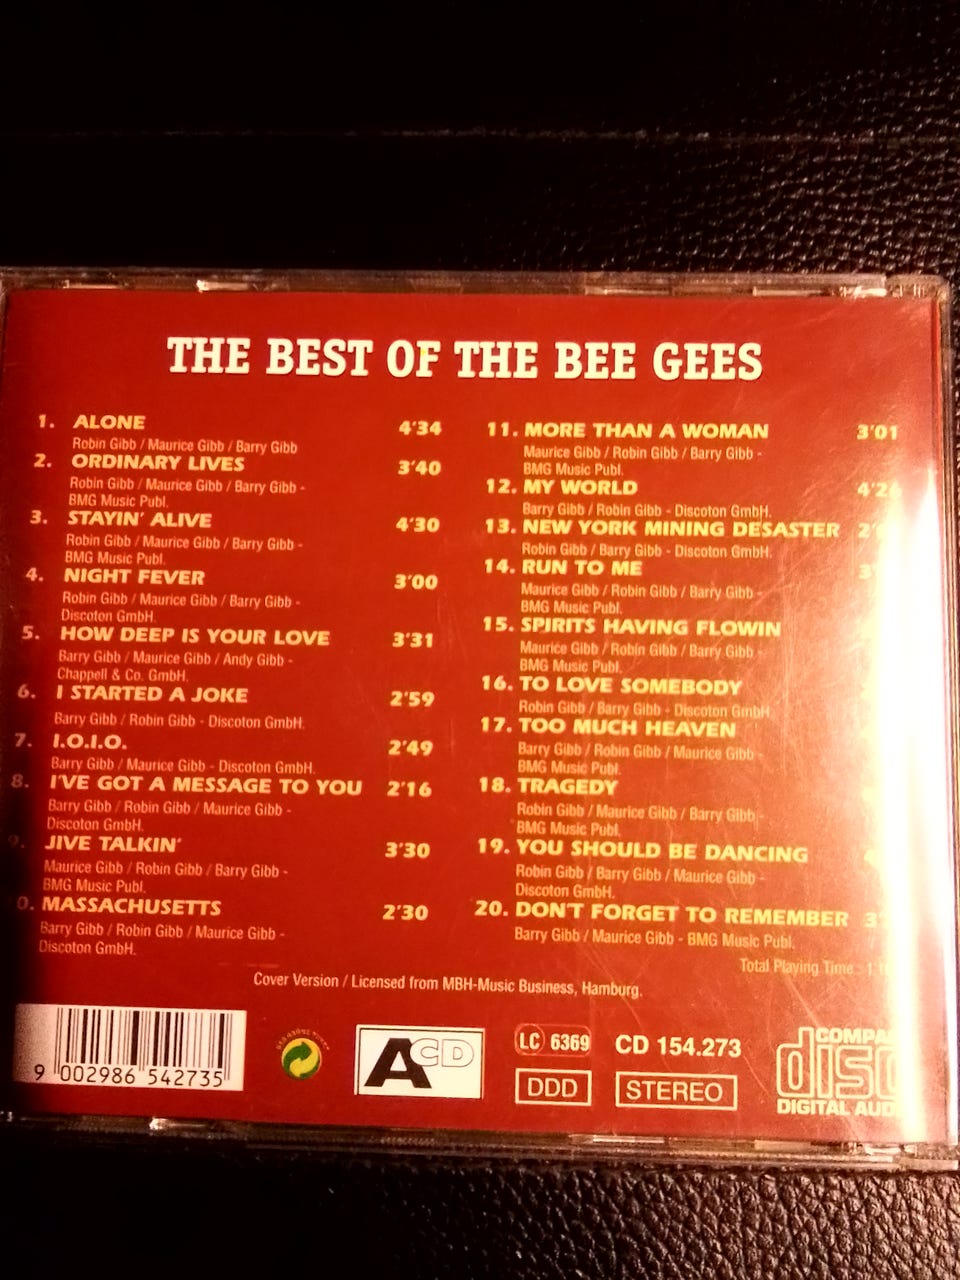 THE BEST OF THE BEE GEES
1. ALONE 4'34
Robin Gibb / Maurice Gibb / Barry Gibb
2. ORDINARY LIVES 3'40
Robin Gibb / Maurice Gibb / Barry Gibb -
BMG Music Publ.
3. STAYIN' ALIVE 4'30
Robin Gibb / Maurice Gibb / Barry Gibb -
BMG Music Publ.
4. NIGHT FEVER 3'00
Robin Gibb / Maurice Gibb / Barry Gibb -
Discoton GmbH.
5. HOW DEEP IS YOUR LOVE 3'31
Barry Gibb / Maurice Gibb / Andy Gibb -
Chappell & Co. GmbH.
6. I STARTED A JOKE 2'59
Barry Gibb / Robin Gibb - Discoton GmbH.
7. I.O.I.O. 2'49
Barry Gibb / Maurice Gibb - Discoton GmbH.
8. I'VE GOT A MESSAGE TO YOU 2'16
Barry Gibb / Robin Gibb / Maurice Gibb -
Discoton GmbH.
9. JIVE TALKIN' 3'30
Maurice Gibb / Robin Gibb / Barry Gibb -
BMG Music Publ.
0. MASSACHUSETTS 2'30
Barry Gibb / Robin Gibb / Maurice Gibb -
Discoton GmbH.
11. MORE THAN A WOMAN 3'01
Maurice Gibb / Robin Gibb / Barry Gibb -
BMG Music Publ.
12. MY WORLD
Barry Gibb / Robin Gibb - Discoton GmbH.
13. NEW YORK MINING DESASTER
Robin Gibb / Barry Gibb - Discoton GmbH.
14. RUN TO ME
Maurice Gibb / Robin Gibb / Barry Gibb -
BMG Music Publ.
15. SPIRITS HAVING FLOWIN
Maurice Gibb / Robin Gibb / Barry Gibb -
BMG Music Publ.
16. TO LOVE SOMEBODY
Robin Gibb / Barry Gibb - Discoton GmbH.
17. TOO MUCH HEAVEN
Barry Gibb / Robin Gibb / Maurice Gibb -
BMG Music Publ.
18. TRAGEDY
Robin Gibb / Maurice Gibb / Barry Gibb -
BMG Music Publ.
19. YOU SHOULD BE DANCING
Robin Gibb / Barry Gibb / Maurice Gibb -
Discoton GmbH.
20. DON'T FORGET TO REMEMBER
Barry Gibb / Maurice Gibb - BMG Music Publ.
Total Playing Time:
Cover Version / Licensed from MBH-Music Business, Hamburg.
9 002986 542735
ACD
LC 6369
DDD
CD 154.273
STEREO
COMPA
disc
DIGITAL AUD